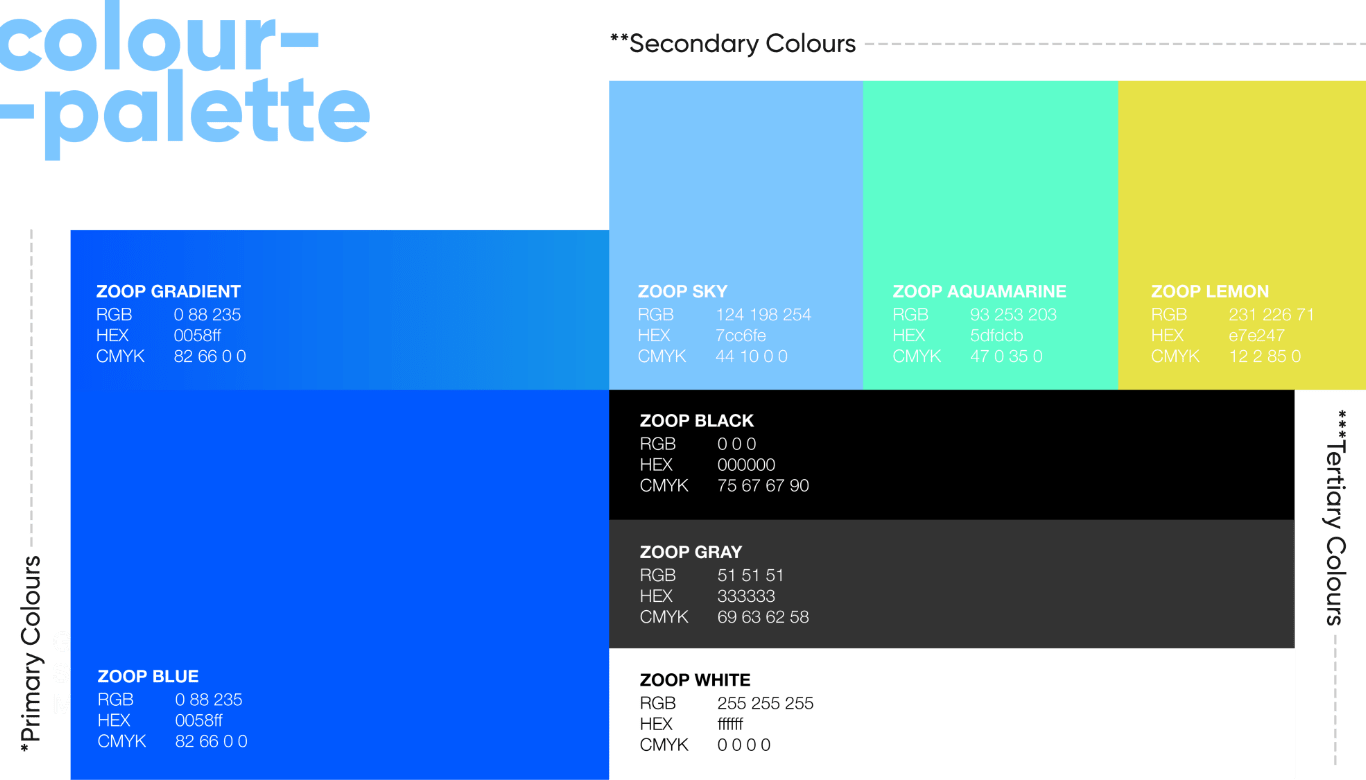 colour-
-palette
**Secondary Colours
*Primary Colours
ZOOP GRADIENT
RGB 0 88 235
HEX 0058ff
CMYK 82 66 0 0
ZOOP BLUE
RGB 0 88 235
HEX 0058ff
CMYK 82 66 0 0
ZOOP SKY
RGB 124 198 254
HEX 7cc6fe
CMYK 44 10 0 0
ZOOP AQUAMARINE
RGB 93 253 203
HEX 5dfdcb
CMYK 47 0 35 0
ZOOP LEMON
RGB 231 226 71
HEX e7e247
CMYK 12 2 85 0
ZOOP BLACK
RGB 0 0 0
HEX 000000
CMYK 75 67 67 90
ZOOP GRAY
RGB 51 51 51
HEX 333333
CMYK 69 63 62 58
ZOOP WHITE
RGB 255 255 255
HEX ffffff
CMYK 0 0 0 0
***Tertiary Colours